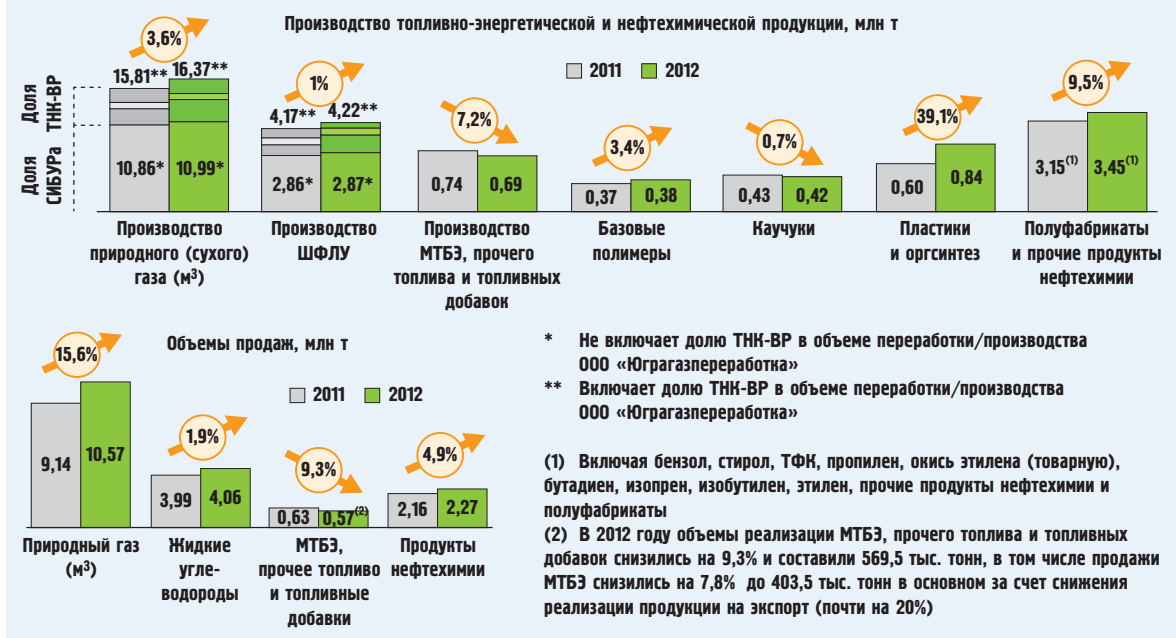 Производство топливно-энергетической и нефтехимической продукции, млн т
2011
2012
Доля ТНК-ВР
Доля СИБУРа
3,6%
15,81**
16,37**
10,86*
10,99*
Производство
природного (сухого)
газа (м³)
1%
4,17**
4,22**
2,86*
2,87*
Производство
ШФЛУ
7,2%
0,74
0,69
Производство
МТБЭ, прочего
топлива и топливных
добавок
3,4%
0,37
0,38
Базовые
полимеры
0,7%
0,43
0,42
Каучуки
39,1%
0,60
0,84
Пластики
и оргсинтез
9,5%
3,15(1)
3,45(1)
Полуфабрикаты
и прочие продукты
нефтехимии
Объемы продаж, млн т
2011
2012
15,6%
9,14
10,57
Природный газ
(м³)
1,9%
3,99
4,06
Жидкие
угле-
водороды
9,3%
0,63
0,57(2)
МТБЭ,
прочее топливо
и топливные
добавки
4,9%
2,16
2,27
Продукты
нефтехимии
* Не включает долю ТНК-ВР в объеме переработки/производства
ООО «Юграгазпереработка»
** Включает долю ТНК-ВР в объеме переработки/производства
ООО «Юграгазпереработка»
(1) Включая бензол, стирол, ТФК, пропилен, окись этилена (товарную),
бутадиен, изопрен, изобутилен, этилен, прочие продукты нефтехимии и
полуфабрикаты
(2) В 2012 году объемы реализации МТБЭ, прочего топлива и топливных
добавок снизились на 9,3% и составили 569,5 тыс. тонн, в том числе продажи
МТБЭ снизились на 7,8% до 403,5 тыс. тонн в основном за счет снижения
реализации продукции на экспорт (почти на 20%)